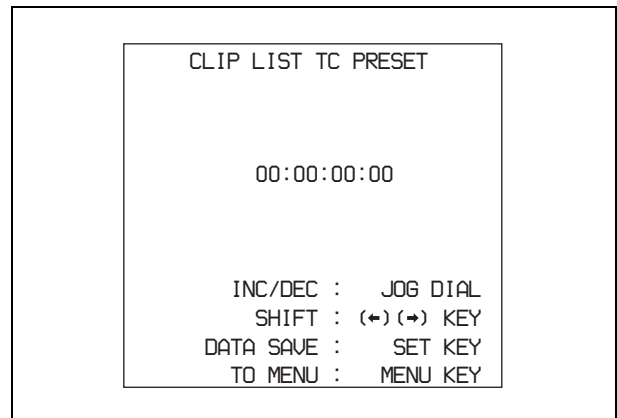 CLIP LIST TC PRESET
00:00:00:00
INC/DEC : JOG DIAL
SHIFT : (←)(→) KEY
DATA SAVE : SET KEY
TO MENU : MENU KEY